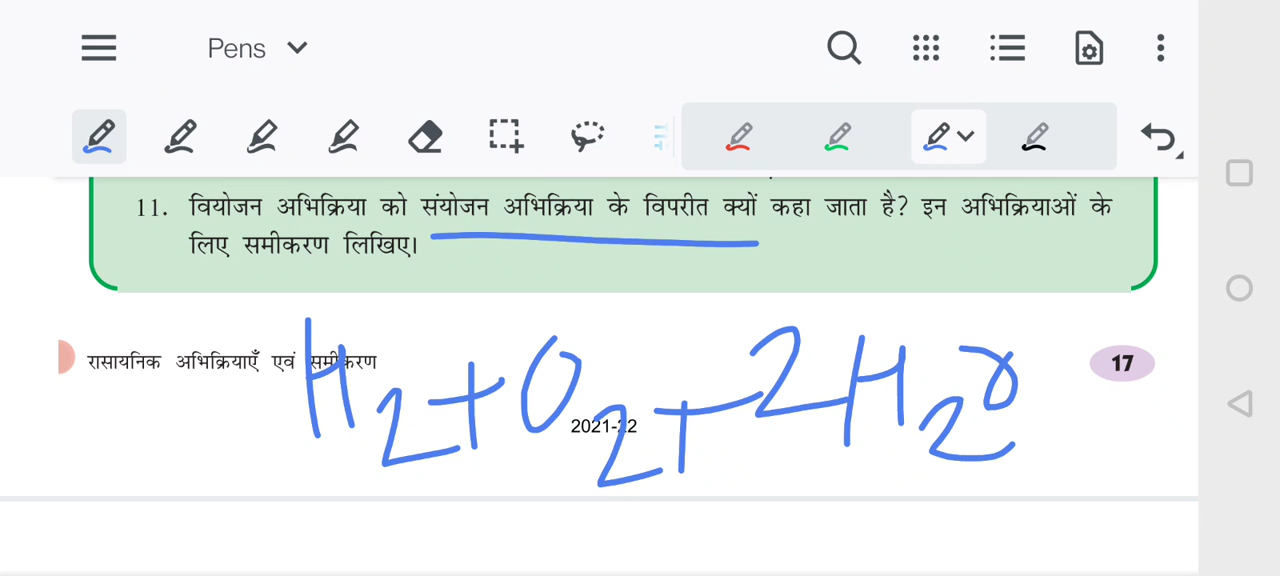 Pens
11. वियोजन अभिक्रिया को संयोजन अभिक्रिया के विपरीत क्यों कहा जाता है? इन अभिक्रियाओं के
लिए समीकरण लिखिए।
रासायनिक अभिक्रियाएँ एवं समीकरण
17
H2+O2+2H2O
2021-22